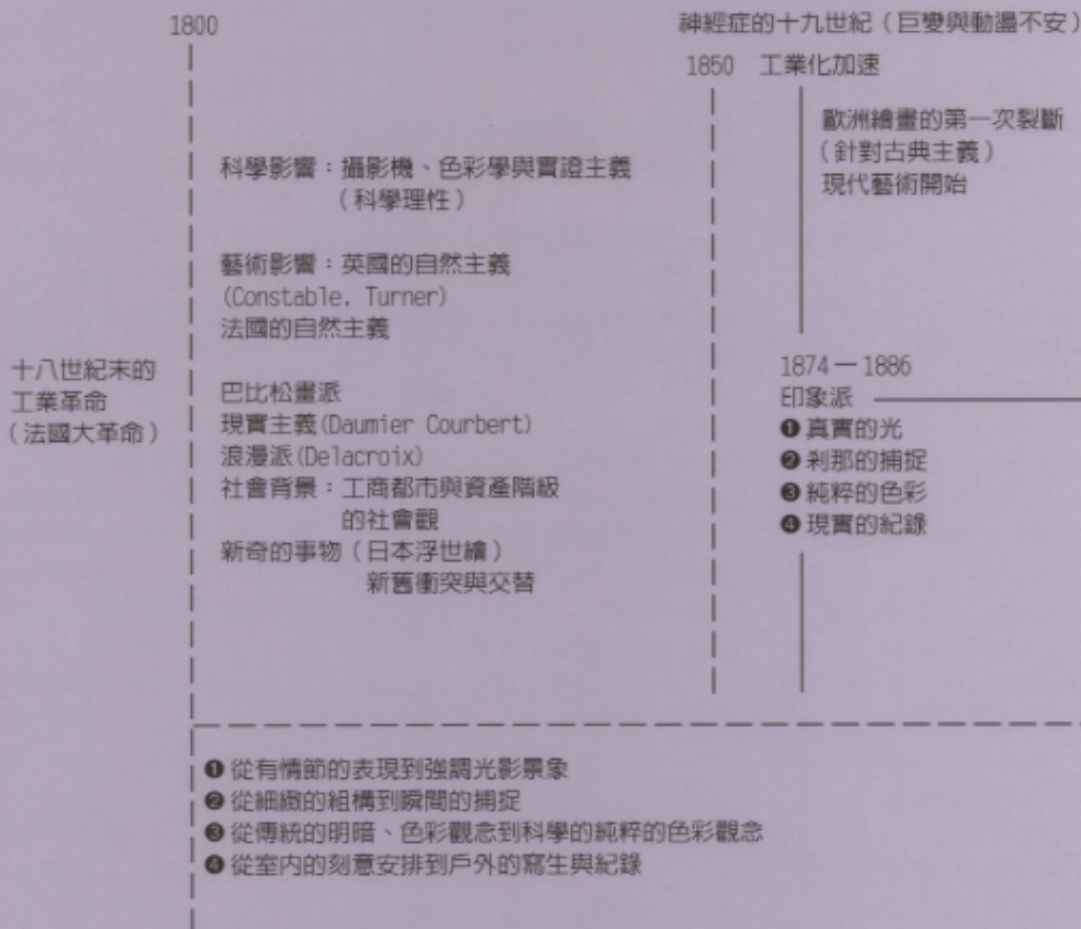 1800
神經症的十九世紀（巨變與動盪不安）
1850 工業化加速
歐洲繪畫的第一次裂斷
（針對古典主義）
現代藝術開始
科學影響：攝影機、色彩學與實證主義
（科學理性）
藝術影響：英國的自然主義
(Constable, Turner)
法國的自然主義
十八世紀末的
工業革命
（法國大革命）
巴比松畫派
現實主義(Daumier Courbert)
浪漫派(Delacroix)
社會背景：工商都市與資產階級
的社會觀
新奇的事物（日本浮世繪）
新舊衝突與交替
1874－1886
印象派
❶真實的光
❷剎那的捕捉
❸純粹的色彩
❹現實的紀錄
❶從有情節的表現到強調光影景象
❷從細緻的組構到瞬間的捕捉
❸從傳統的明暗、色彩觀念到科學的純粹的色彩觀念
❹從室内的刻意安排到戶外的寫生與紀錄